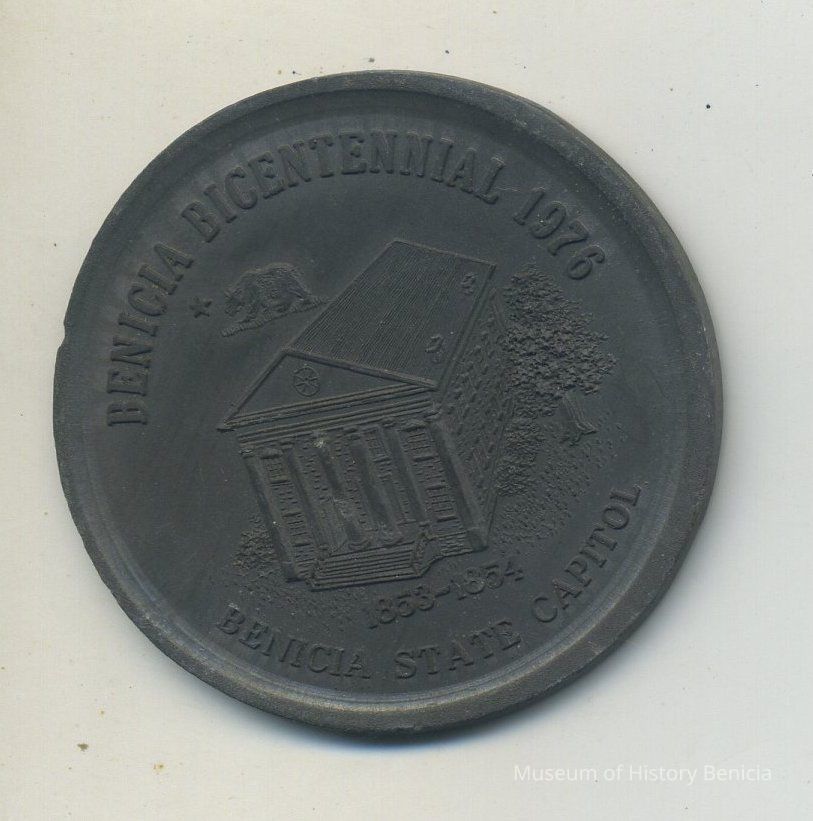 BENICIA BICENTENNIAL 1976
1853-1854
BENICIA STATE CAPITOL
Museum of History Benicia